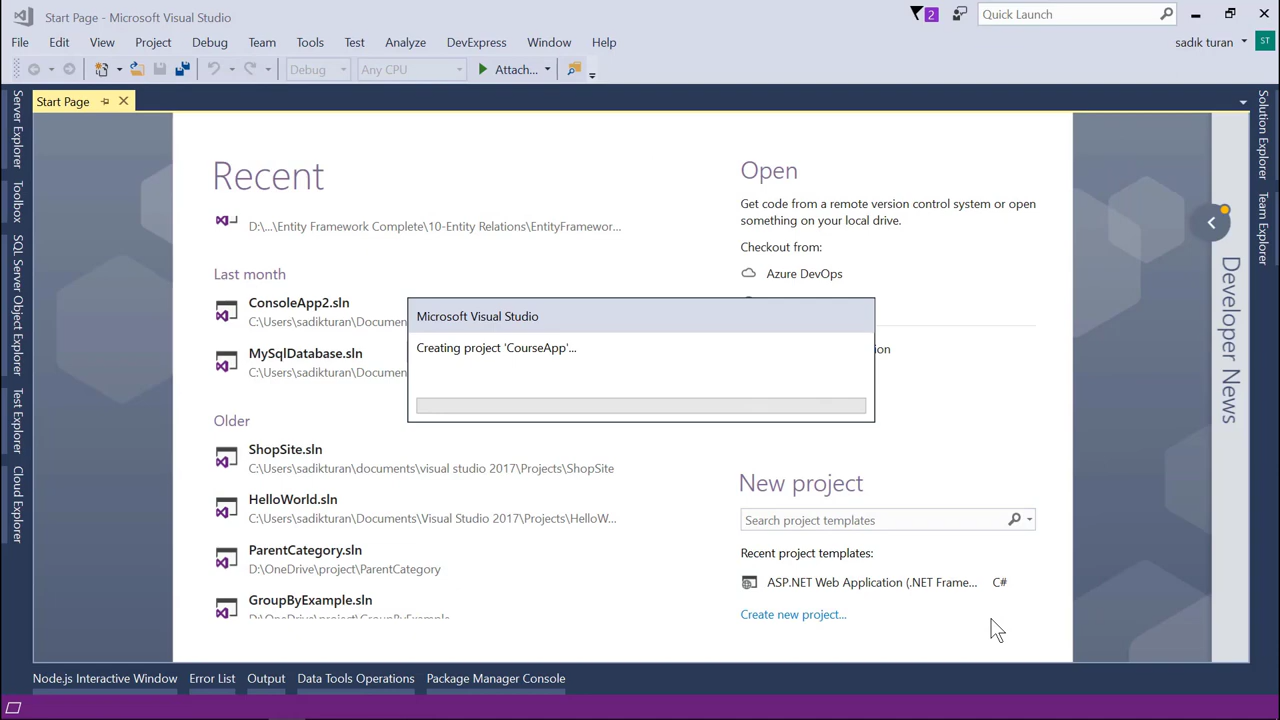 Start Page - Microsoft Visual Studio
2
Quick Launch
File Edit View Project Debug Team Tools Test Analyze DevExpress Window Help
sadik turan
ST
Debug
Any CPU
Attach...
Start Page
Server Explorer
Toolbox
SQL Server Object Explorer
Test Explorer
Cloud Explorer
Recent
D:\...\Entity Framework Complete\10-Entity Relations\EntityFramewor...
Last month
ConsoleApp2.sln
C:\Users\sadikturan\Documen
MySqlDatabase.sln
C:\Users\sadikturan\Documen
Older
ShopSite.sln
C:\Users\sadikturan\documents\visual studio 2017\Projects\ShopSite
HelloWorld.sln
C:\Users\sadikturan\Documents\Visual Studio 2017\Projects\HelloW...
ParentCategory.sln
D:\OneDrive\project\ParentCategory
GroupByExample.sln
D:\OneDrive\project\GroupByExample
Microsoft Visual Studio
Creating project 'CourseApp'...
Open
Get code from a remote version control system or open
something on your local drive.
Checkout from:
Azure DevOps
ion
New project
Search project templates
Recent project templates:
ASP.NET Web Application (.NET Frame... C#
Create new project...
Developer News
Solution Explorer
Team Explorer
Node.js Interactive Window Error List Output Data Tools Operations Package Manager Console